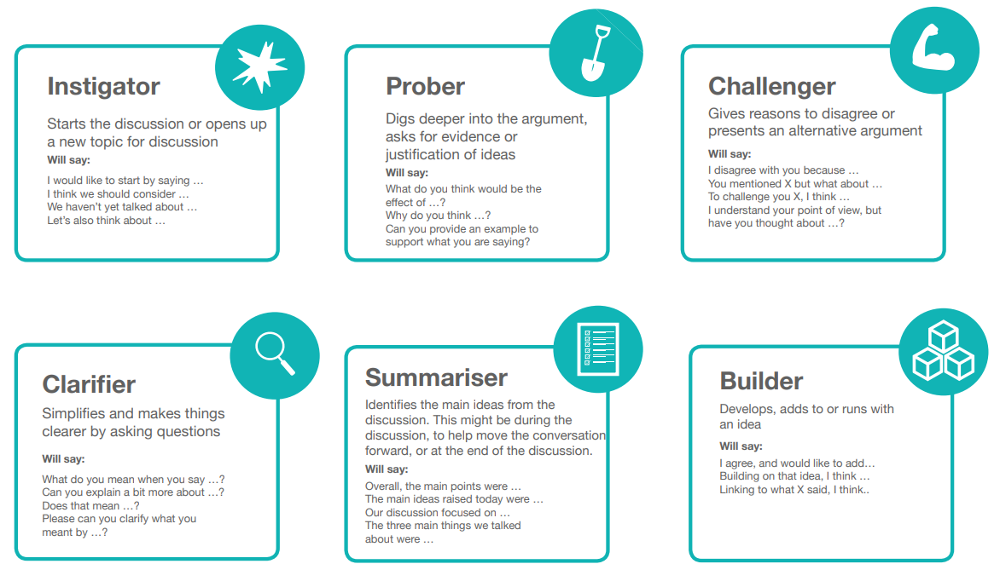 Instigator
Starts the discussion or opens up
a new topic for discussion
Will say:
I would like to start by saying …
I think we should consider …
We haven't yet talked about …
Let's also think about …
Prober
Digs deeper into the argument,
asks for evidence or
justification of ideas
Will say:
What do you think would be the
effect of …?
Why do you think …?
Can you provide an example to
support what you are saying?
Challenger
Gives reasons to disagree or
presents an alternative argument
Will say:
I disagree with you because …
You mentioned X but what about …
To challenge you X, I think …
I understand your point of view, but
have you thought about …?
Clarifier
Simplifies and makes things
clearer by asking questions
Will say:
What do you mean when you say …?
Can you explain a bit more about …?
Does that mean …?
Please can you clarify what you
meant by …?
Summariser
Identifies the main ideas from the
discussion. This might be during the
discussion, to help move the conversation
forward, or at the end of the discussion.
Will say:
Overall, the main points were …
The main ideas raised today were …
Our discussion focused on …
The three main things we talked
about were …
Builder
Develops, adds to or runs with
an idea
Will say:
I agree, and would like to add…
Building on that idea, I think …
Linking to what X said, I think..